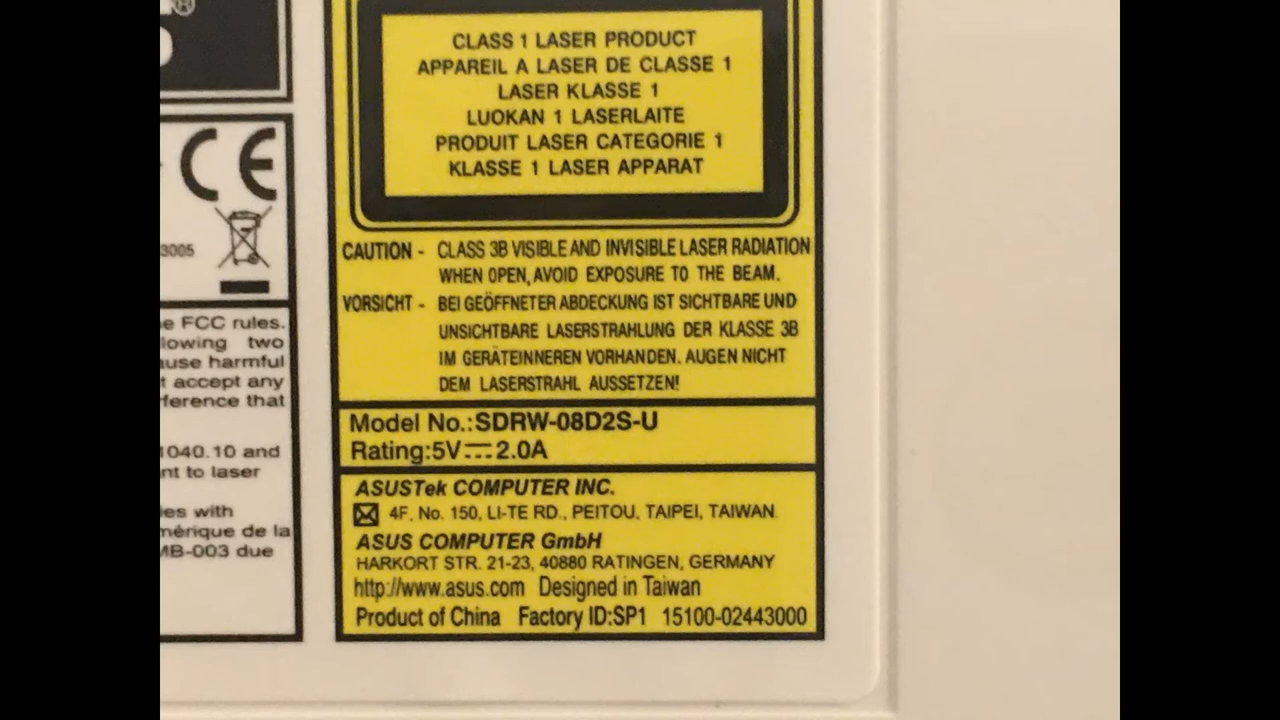 ®
CE
3005
e FCC rules.
lowing two
ause harmful
t accept any
rference that
1040.10 and
nt to laser
ies with
mérique de la
MB-003 due
CLASS 1 LASER PRODUCT
APPAREIL A LASER DE CLASSE 1
LASER KLASSE 1
LUOKAN 1 LASERLAITE
PRODUIT LASER CATEGORIE 1
KLASSE 1 LASER APPARAT
CAUTION - CLASS 3B VISIBLE AND INVISIBLE LASER RADIATION
WHEN OPEN, AVOID EXPOSURE TO THE BEAM.
VORSICHT - BEI GEÖFFNETER ABDECKUNG IST SICHTBARE UND
UNSICHTBARE LASERSTRAHLUNG DER KLASSE 3B
IM GERÄTEINNEREN VORHANDEN. AUGEN NICHT
DEM LASERSTRAHL AUSSETZEN!
Model No.:SDRW-08D2S-U
Rating:5V⎓2.0A
ASUSTek COMPUTER INC.
4F, No. 150, LI-TE RD., PEITOU, TAIPEI, TAIWAN
ASUS COMPUTER GmbH
HARKORT STR. 21-23, 40880 RATINGEN, GERMANY
http://www.asus.com Designed in Taiwan
Product of China Factory ID:SP1 15100-02443000